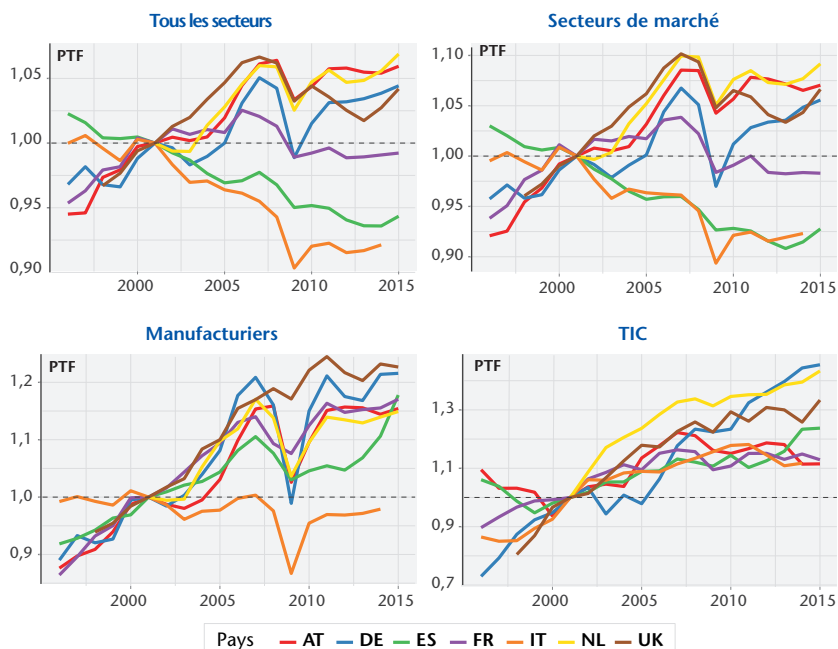 Tous les secteurs
PTF
1,05
1,00
0,95
0,90
2000 2005 2010 2015
Secteurs de marché
PTF
1,10
1,05
1,00
0,95
0,90
2000 2005 2010 2015
Manufacturiers
PTF
1,2
1,1
1,0
0,9
2000 2005 2010 2015
TIC
PTF
1,3
1,1
0,9
0,7
2000 2005 2010 2015
Pays AT DE ES FR IT NL UK